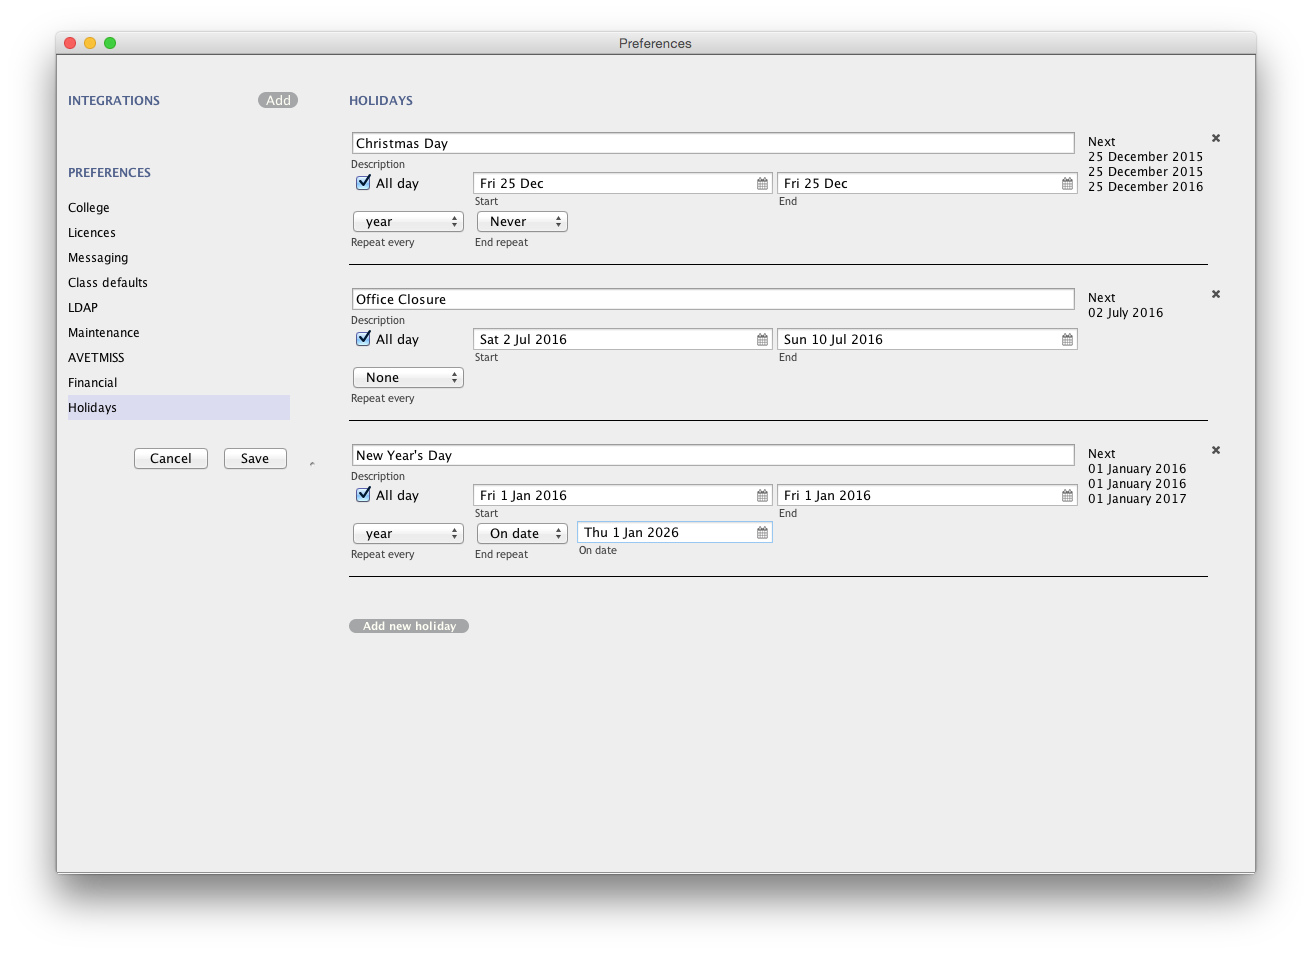 Preferences
INTEGRATIONS
Add
PREFERENCES
College
Licences
Messaging
Class defaults
LDAP
Maintenance
AVETMISS
Financial
Holidays
Cancel
Save
HOLIDAYS
Christmas Day
Description
All day
Fri 25 Dec
Start
Fri 25 Dec
End
year
Repeat every
Never
End repeat
Next
25 December 2015
25 December 2015
25 December 2016
Office Closure
Description
All day
Sat 2 Jul 2016
Start
Sun 10 Jul 2016
End
None
Repeat every
Next
02 July 2016
New Year's Day
Description
All day
Fri 1 Jan 2016
Start
Fri 1 Jan 2016
End
year
Repeat every
On date
End repeat
Thu 1 Jan 2026
On date
Next
01 January 2016
01 January 2016
01 January 2017
Add new holiday